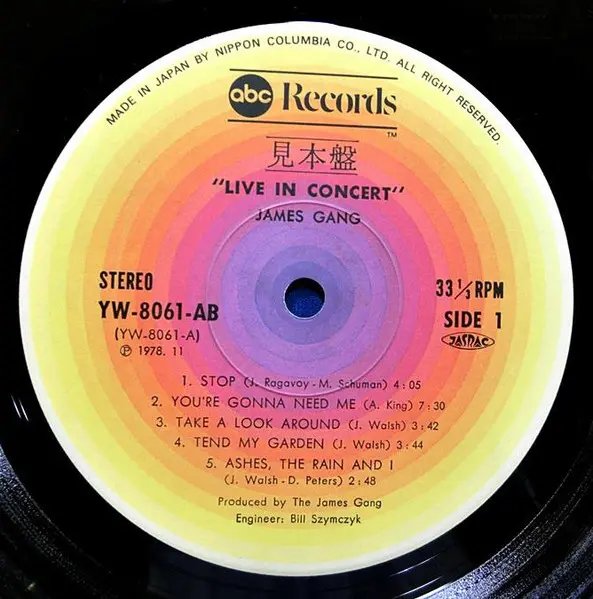 MADE IN JAPAN BY NIPPON COLUMBIA CO., LTD. ALL RIGHT RESERVED.
abc Records
TM
見本盤
"LIVE IN CONCERT"
JAMES GANG
STEREO
YW-8061-AB
(YW-8061-A)
Ⓟ 1978. 11
33 1/3 RPM
SIDE 1
JASRAC
1. STOP (J. Ragavoy - M. Schuman) 4:05
2. YOU'RE GONNA NEED ME (A. King) 7:30
3. TAKE A LOOK AROUND (J. Walsh) 3:42
4. TEND MY GARDEN (J. Walsh) 3:44
5. ASHES, THE RAIN AND I
(J. Walsh - D. Peters) 2:48
Produced by The James Gang
Engineer: Bill Szymczyk